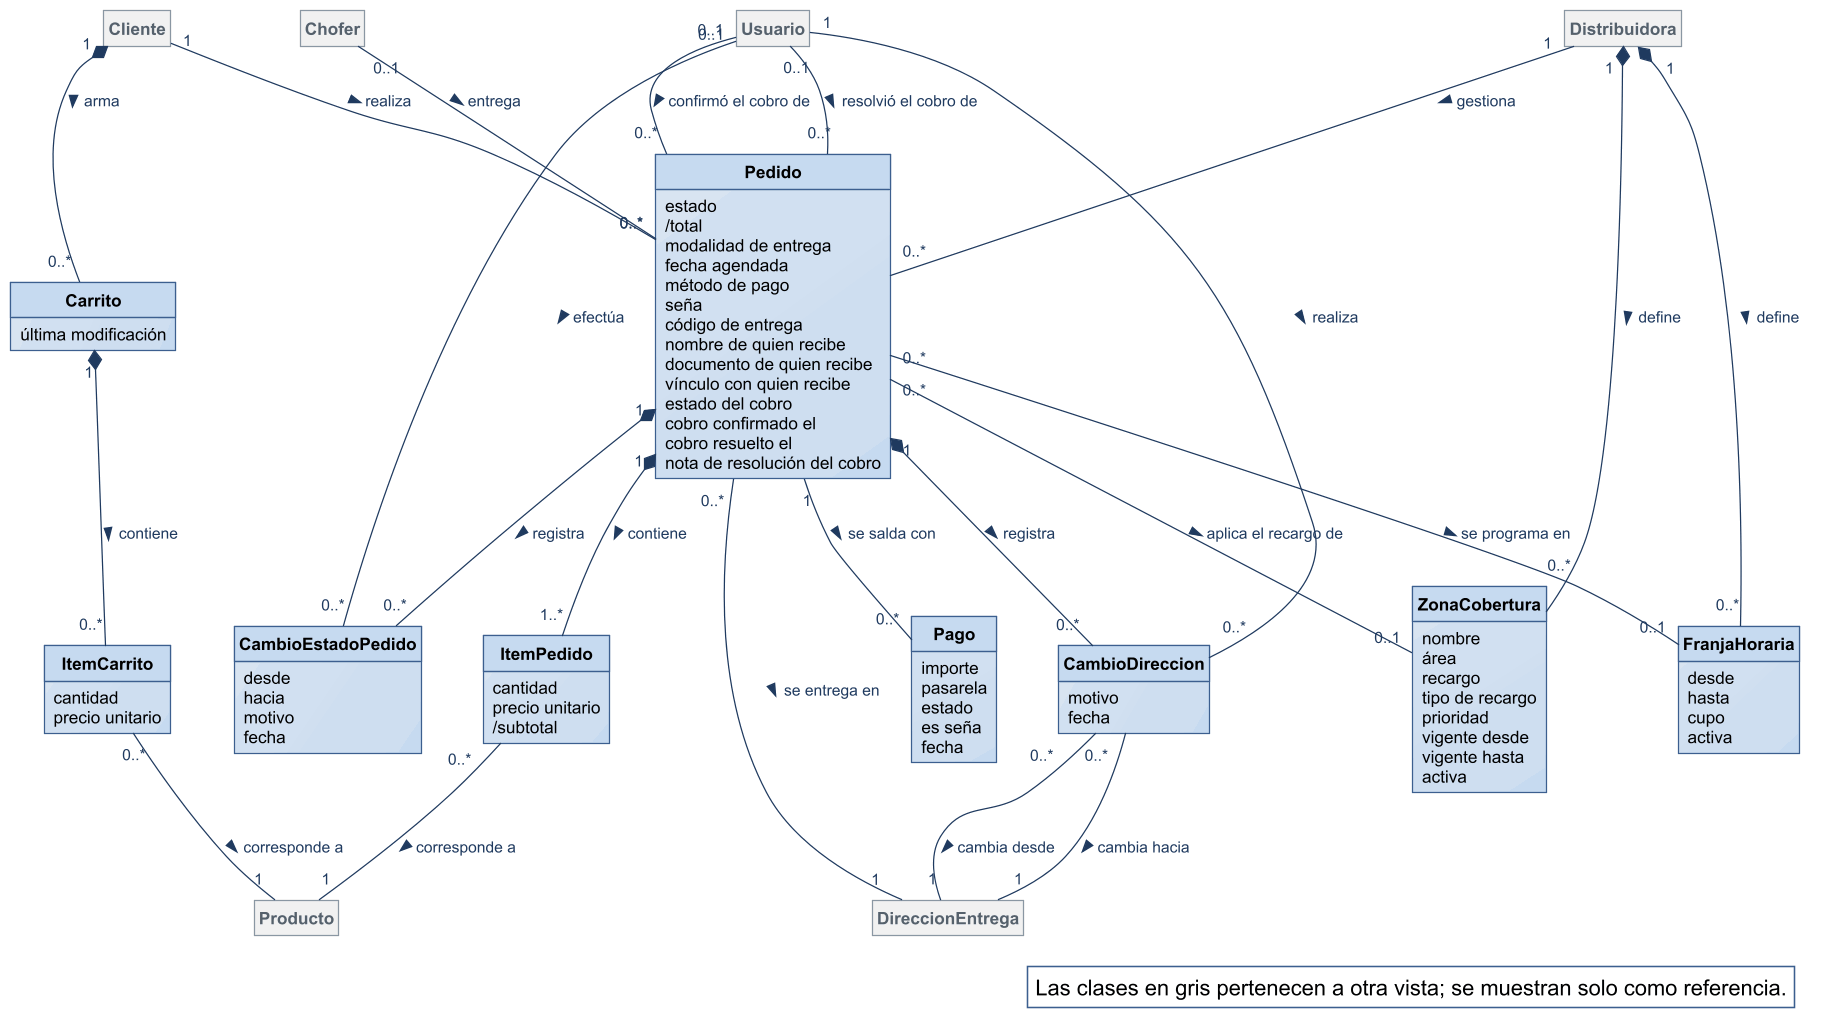 Cliente
Chofer
Usuario
Distribuidora
1
1
0..1
0..1
0..1
0..1
1
1
1
1
arma
realiza
entrega
confirmó el cobro de
resolvió el cobro de
gestiona
0..*
0..*
Pedido
estado
/total
modalidad de entrega
fecha agendada
método de pago
seña
código de entrega
nombre de quien recibe
documento de quien recibe
vínculo con quien recibe
estado del cobro
cobro confirmado el
cobro resuelto el
nota de resolución del cobro
0..*
0..*
0..*
0..*
Carrito
última modificación
efectúa
realiza
define
define
0..*
0..*
1
1
1
1
0..*
1
contiene
registra
contiene
se salda con
registra
aplica el recargo de
se programa en
0..*
0..*
0..*
0..*
1..*
0..*
0..*
0..*
0..1
0..1
0..*
ItemCarrito
cantidad
precio unitario
CambioEstadoPedido
desde
hacia
motivo
fecha
ItemPedido
cantidad
precio unitario
/subtotal
se entrega en
Pago
importe
pasarela
estado
es seña
fecha
CambioDireccion
motivo
fecha
ZonaCobertura
nombre
área
recargo
tipo de recargo
prioridad
vigente desde
vigente hasta
activa
FranjaHoraria
desde
hasta
cupo
activa
0..*
0..*
0..*
0..*
corresponde a
corresponde a
cambia desde
cambia hacia
1
1
1
1
1
Producto
DireccionEntrega
Las clases en gris pertenecen a otra vista; se muestran solo como referencia.